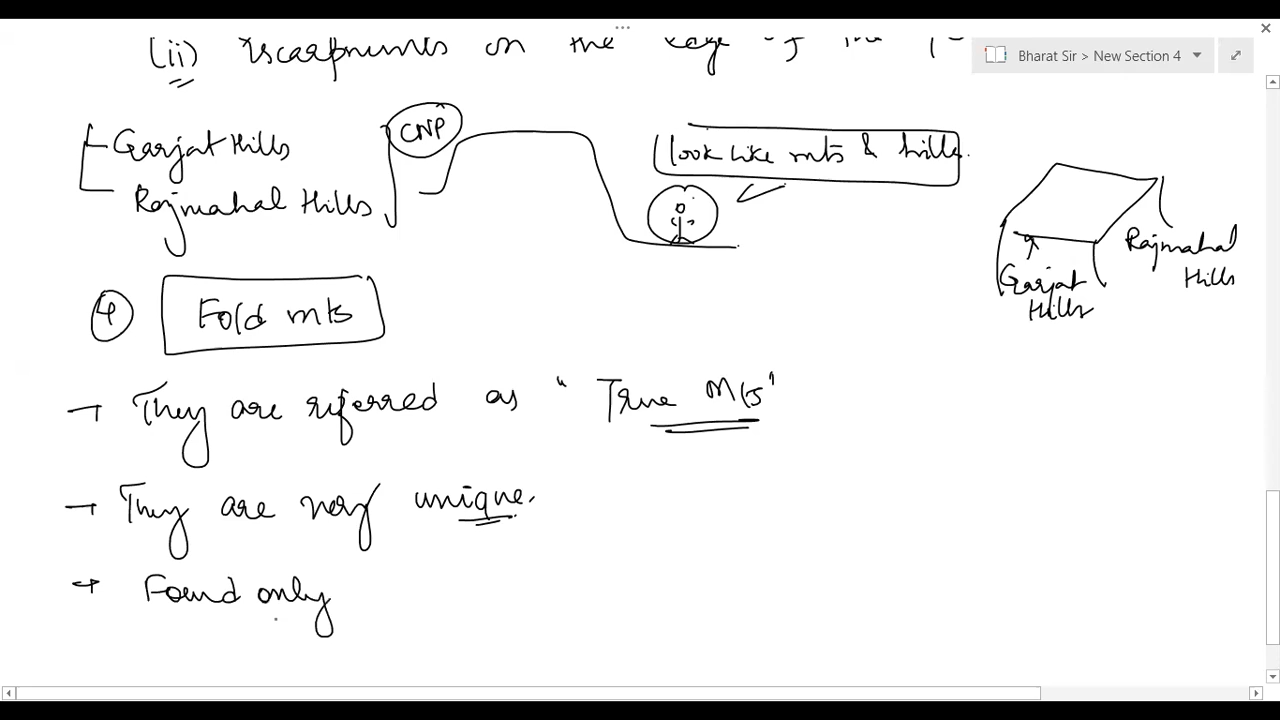 (ii) Escarpments on the edge of the
Bharat Sir > New Section 4
Garjat Hills
Rajmahal Hills
CNP
look like mts & hills.
Rajmahal
Hills
Garjat
Hills
④ Fold mts
→ They are referred as "True Mts"
→ They are very unique.
→ Found only